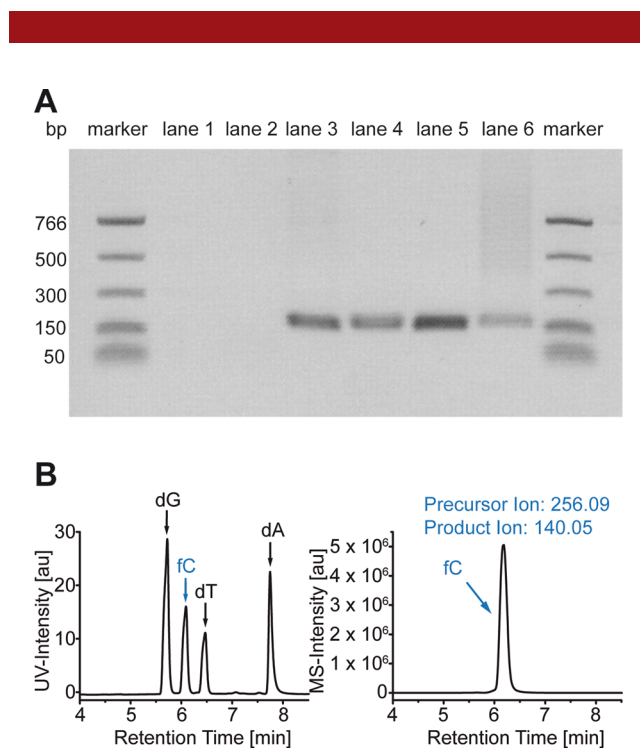 A
bp marker lane 1 lane 2 lane 3 lane 4 lane 5 lane 6 marker
766
500
300
150
50
B
dG
fC
dT
dA
30
20
10
0
UV-Intensity [au]
4 5 6 7 8
Retention Time [min]
Precursor Ion: 256.09
Product Ion: 140.05
fC
5 x 10⁶
4 x 10⁶
3 x 10⁶
2 x 10⁶
1 x 10⁶
0
MS-Intensity [au]
4 5 6 7 8
Retention Time [min]